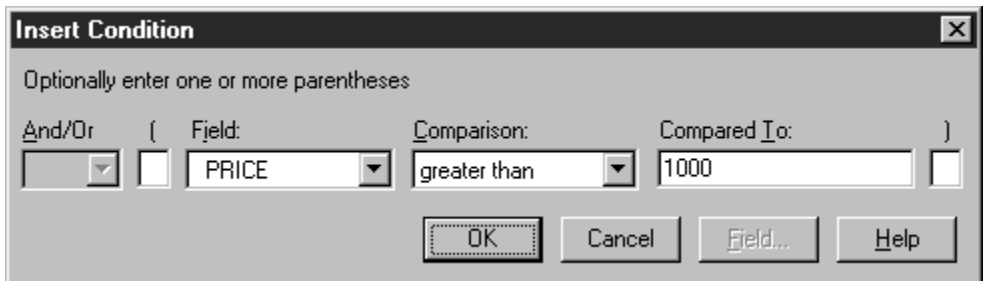 Insert Condition
Optionally enter one or more parentheses
And/Or ( Field: Comparison: Compared To: )
PRICE greater than 1000
OK Cancel Field... Help